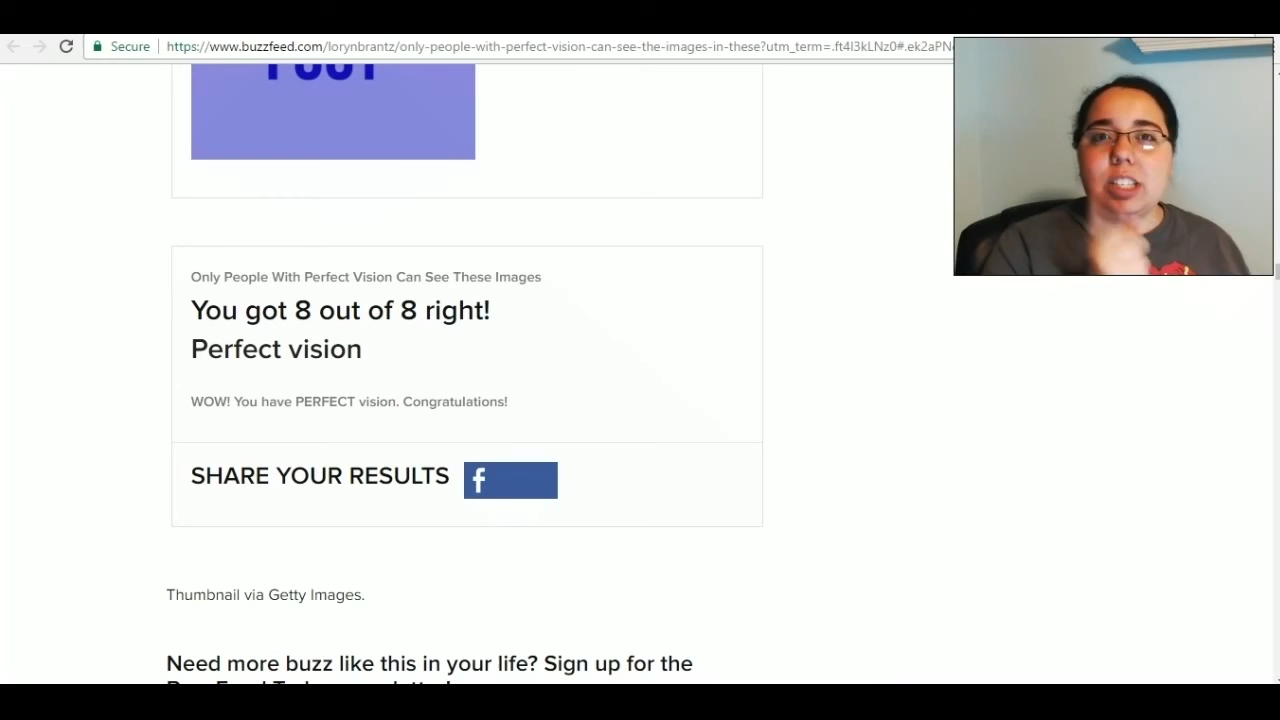 Secure
https://www.buzzfeed.com/lorynbrantz/only-people-with-perfect-vision-can-see-the-images-in-these?utm_term=.ft4l3kLNz0#.ek2aPN
Only People With Perfect Vision Can See These Images
You got 8 out of 8 right!
Perfect vision
WOW! You have PERFECT vision. Congratulations!
SHARE YOUR RESULTS f
Thumbnail via Getty Images.
Need more buzz like this in your life? Sign up for the